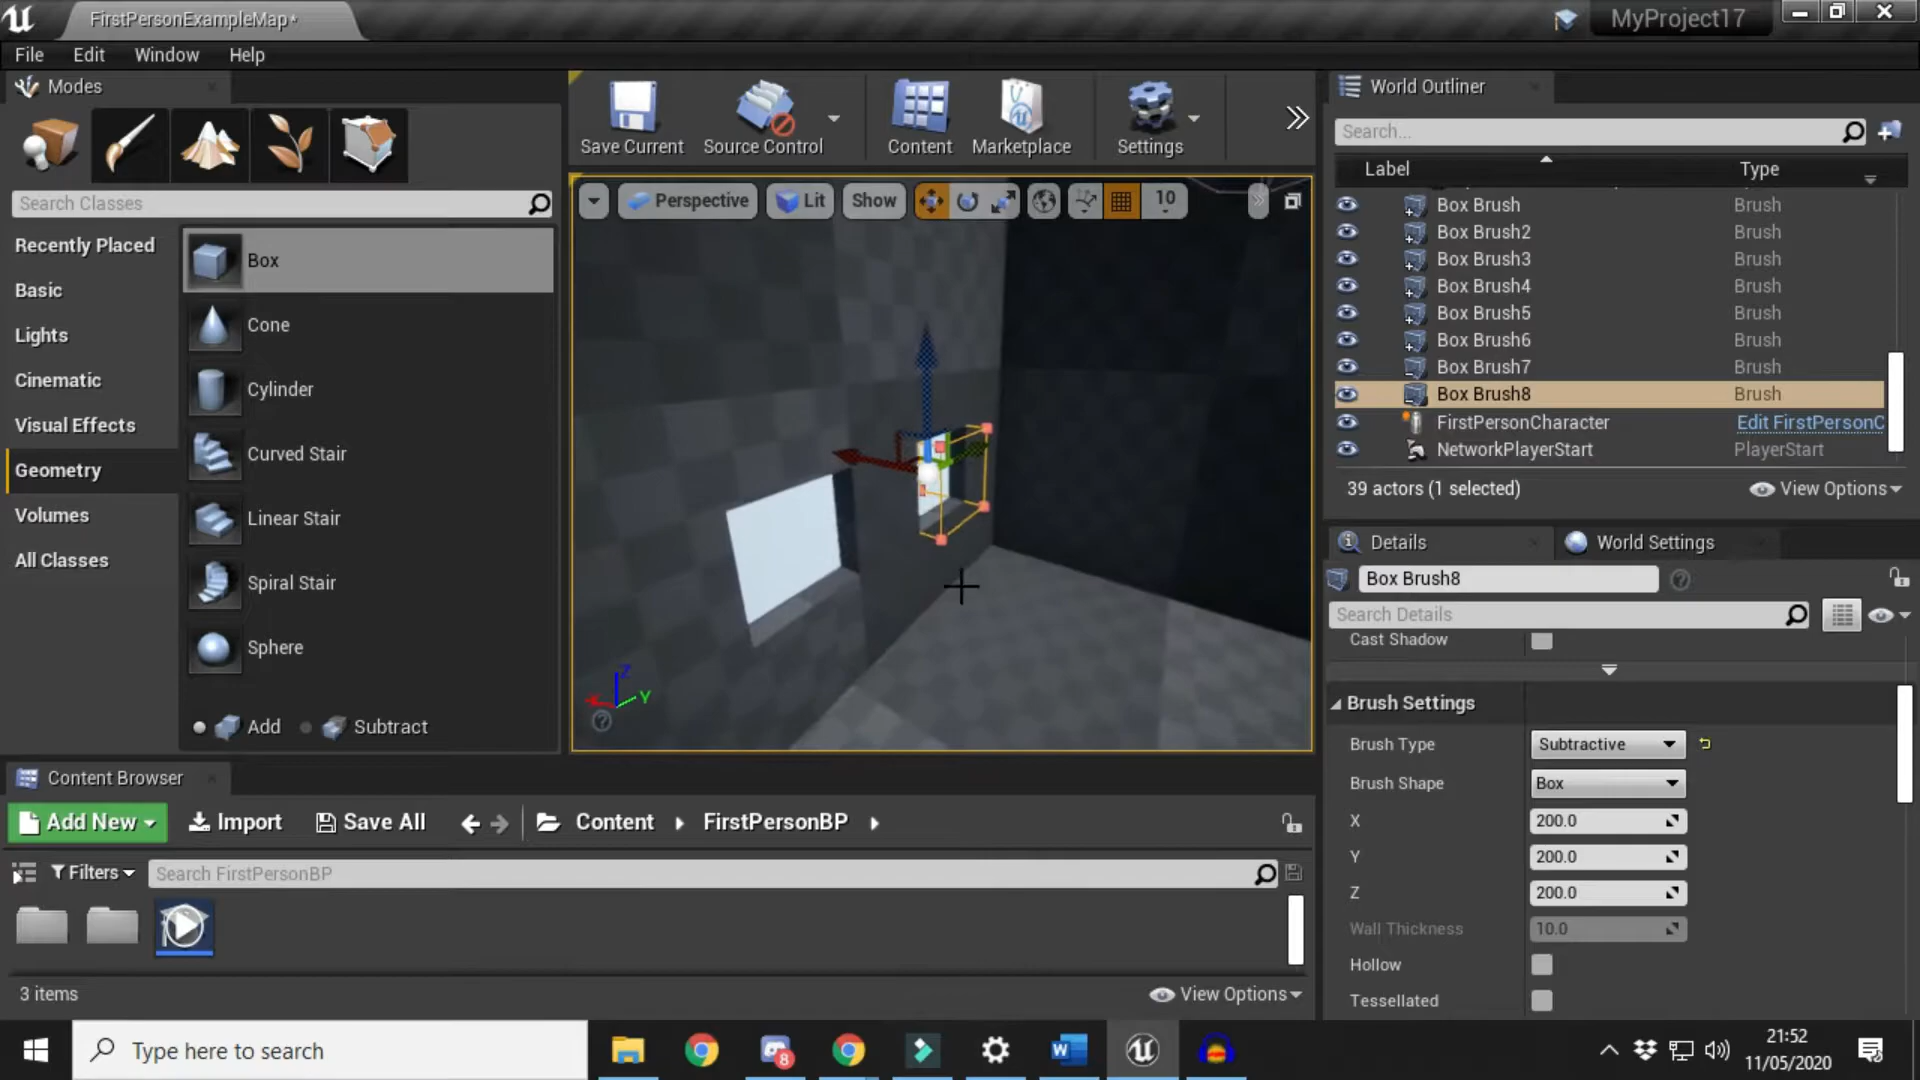 FirstPersonExampleMap*
MyProject17
File Edit Window Help
Modes
Save Current Source Control Content Marketplace Settings
World Outliner
Search...
Label Type
Search Classes
Perspective Lit Show 10
Recently Placed
Basic
Lights
Cinematic
Visual Effects
Geometry
Volumes
All Classes
Box
Cone
Cylinder
Curved Stair
Linear Stair
Spiral Stair
Sphere
Add Subtract
Z
X
Y
Box Brush Brush
Box Brush2 Brush
Box Brush3 Brush
Box Brush4 Brush
Box Brush5 Brush
Box Brush6 Brush
Box Brush7 Brush
Box Brush8 Brush
FirstPersonCharacter Edit FirstPersonC
NetworkPlayerStart PlayerStart
39 actors (1 selected) View Options
Details World Settings
Box Brush8
Search Details
Cast Shadow
Brush Settings
Brush Type Subtractive
Brush Shape Box
X 200.0
Y 200.0
Z 200.0
Wall Thickness 10.0
Hollow
Tessellated
Content Browser
Add New Import Save All Content FirstPersonBP
Filters Search FirstPersonBP
3 items View Options
Type here to search
8
21:52
11/05/2020